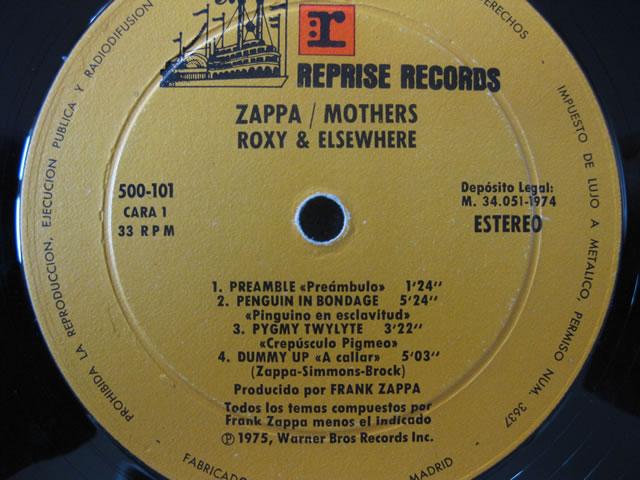 r
REPRISE RECORDS
ZAPPA / MOTHERS
ROXY & ELSEWHERE
500-101
CARA 1
33 RPM
Depósito Legal:
M. 34.051-1974
ESTEREO
1. PREAMBLE «Preámbulo» 1'24''
2. PENGUIN IN BONDAGE 5'24''
«Pinguino en esclavitud»
3. PYGMY TWYLYTE 3'22''
«Crepúsculo Pigmeo»
4. DUMMY UP «A callar» 5'03''
(Zappa-Simmons-Brock)
Producido por FRANK ZAPPA
Todos los temas compuestos por
Frank Zappa menos el indicado
Ⓟ 1975, Warner Bros Records Inc.
PROHIBIDA LA REPRODUCCION, EJECUCION PUBLICA Y RADIODIFUSION
DERECHOS
IMPUESTO DE LUJO A METALICO, PERMISO NUM. 3637
FABRICADO
MADRID